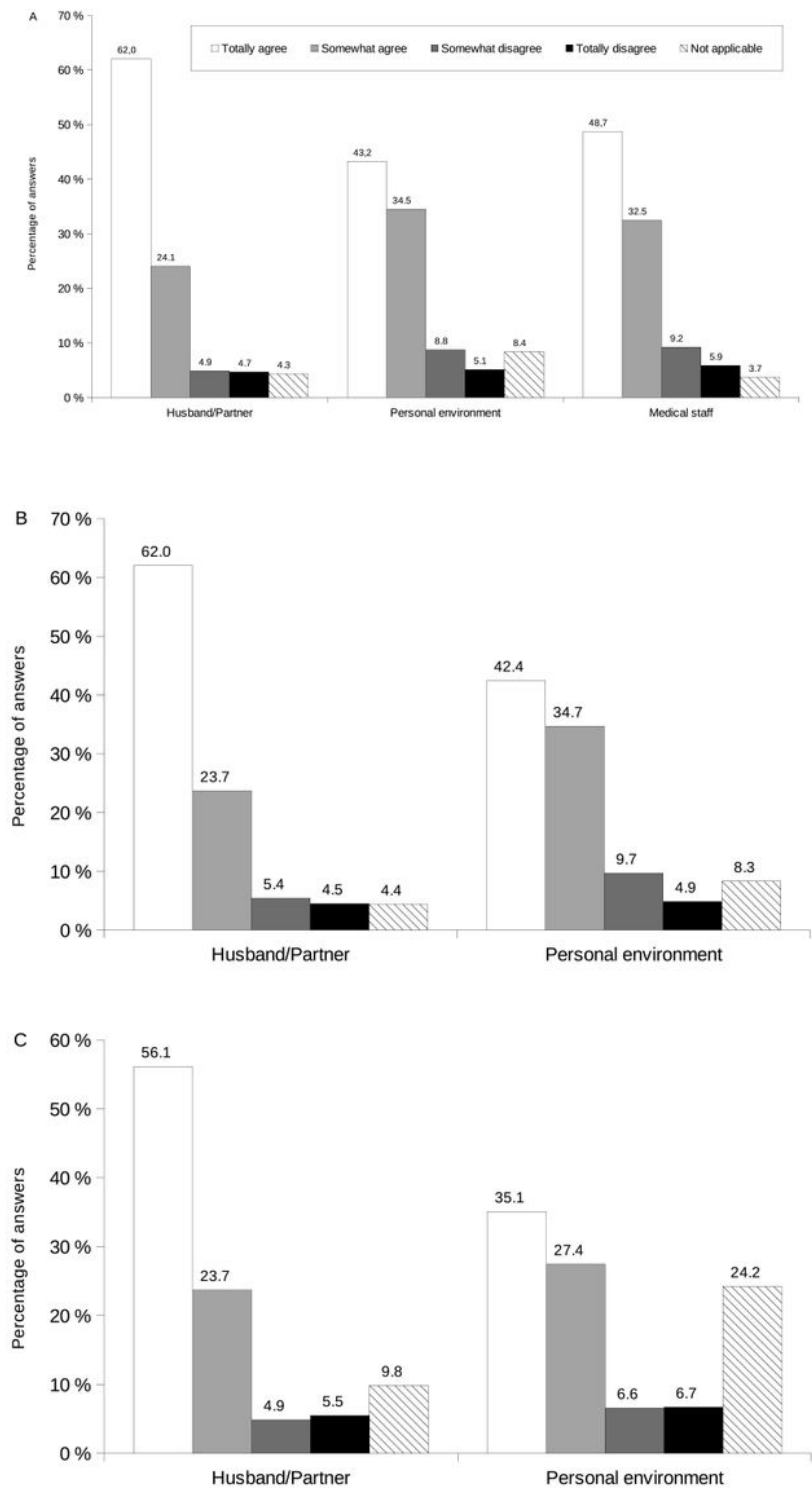 A
70 %
Totally agree Somewhat agree Somewhat disagree Totally disagree Not applicable
62,0
60 %
50 %
48,7
43,2
40 %
34.5
32.5
30 %
24.1
20 %
10 %
4.9 4.7 4.3
8.8 5.1 8.4
9.2 5.9 3.7
0 %
Percentage of answers
Husband/Partner Personal environment Medical staff
B
70 %
62.0
60 %
50 %
42.4
40 %
34.7
30 %
23.7
20 %
10 %
5.4 4.5 4.4
9.7 4.9 8.3
0 %
Percentage of answers
Husband/Partner Personal environment
C
60 %
56.1
50 %
40 %
35.1
30 %
27.4
24.2
23.7
20 %
10 %
4.9 5.5 9.8
6.6 6.7
0 %
Percentage of answers
Husband/Partner Personal environment